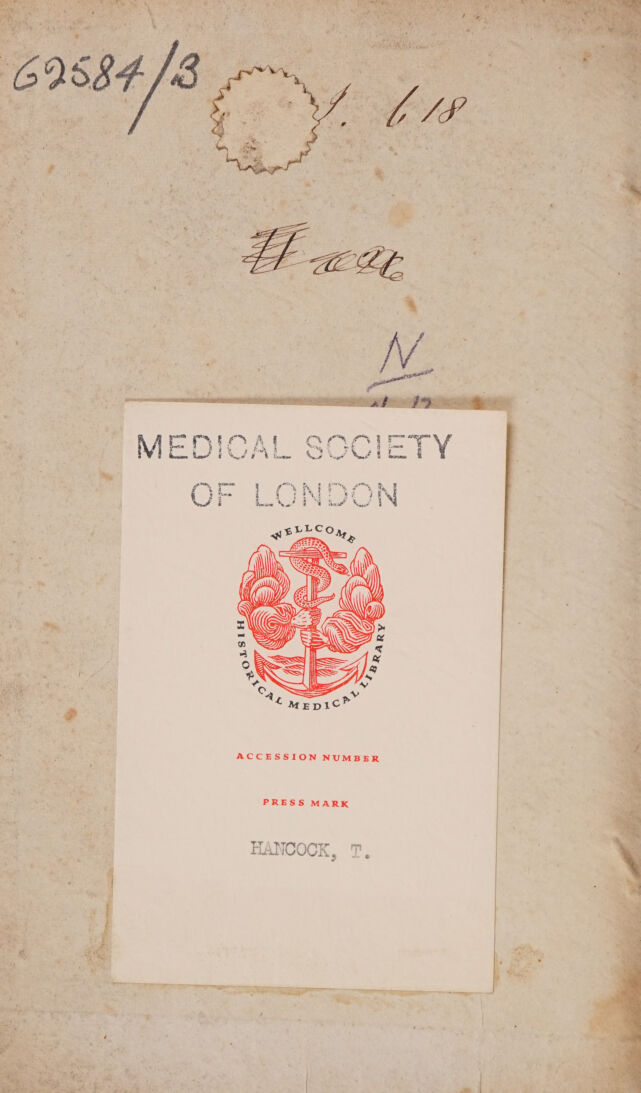 62584/B
6 18
N
MEDICAL SOCIETY
OF LONDON
WELLCOME
HISTORICAL MEDICAL LIBRARY
ACCESSION NUMBER
PRESS MARK
HANCOCK, T.